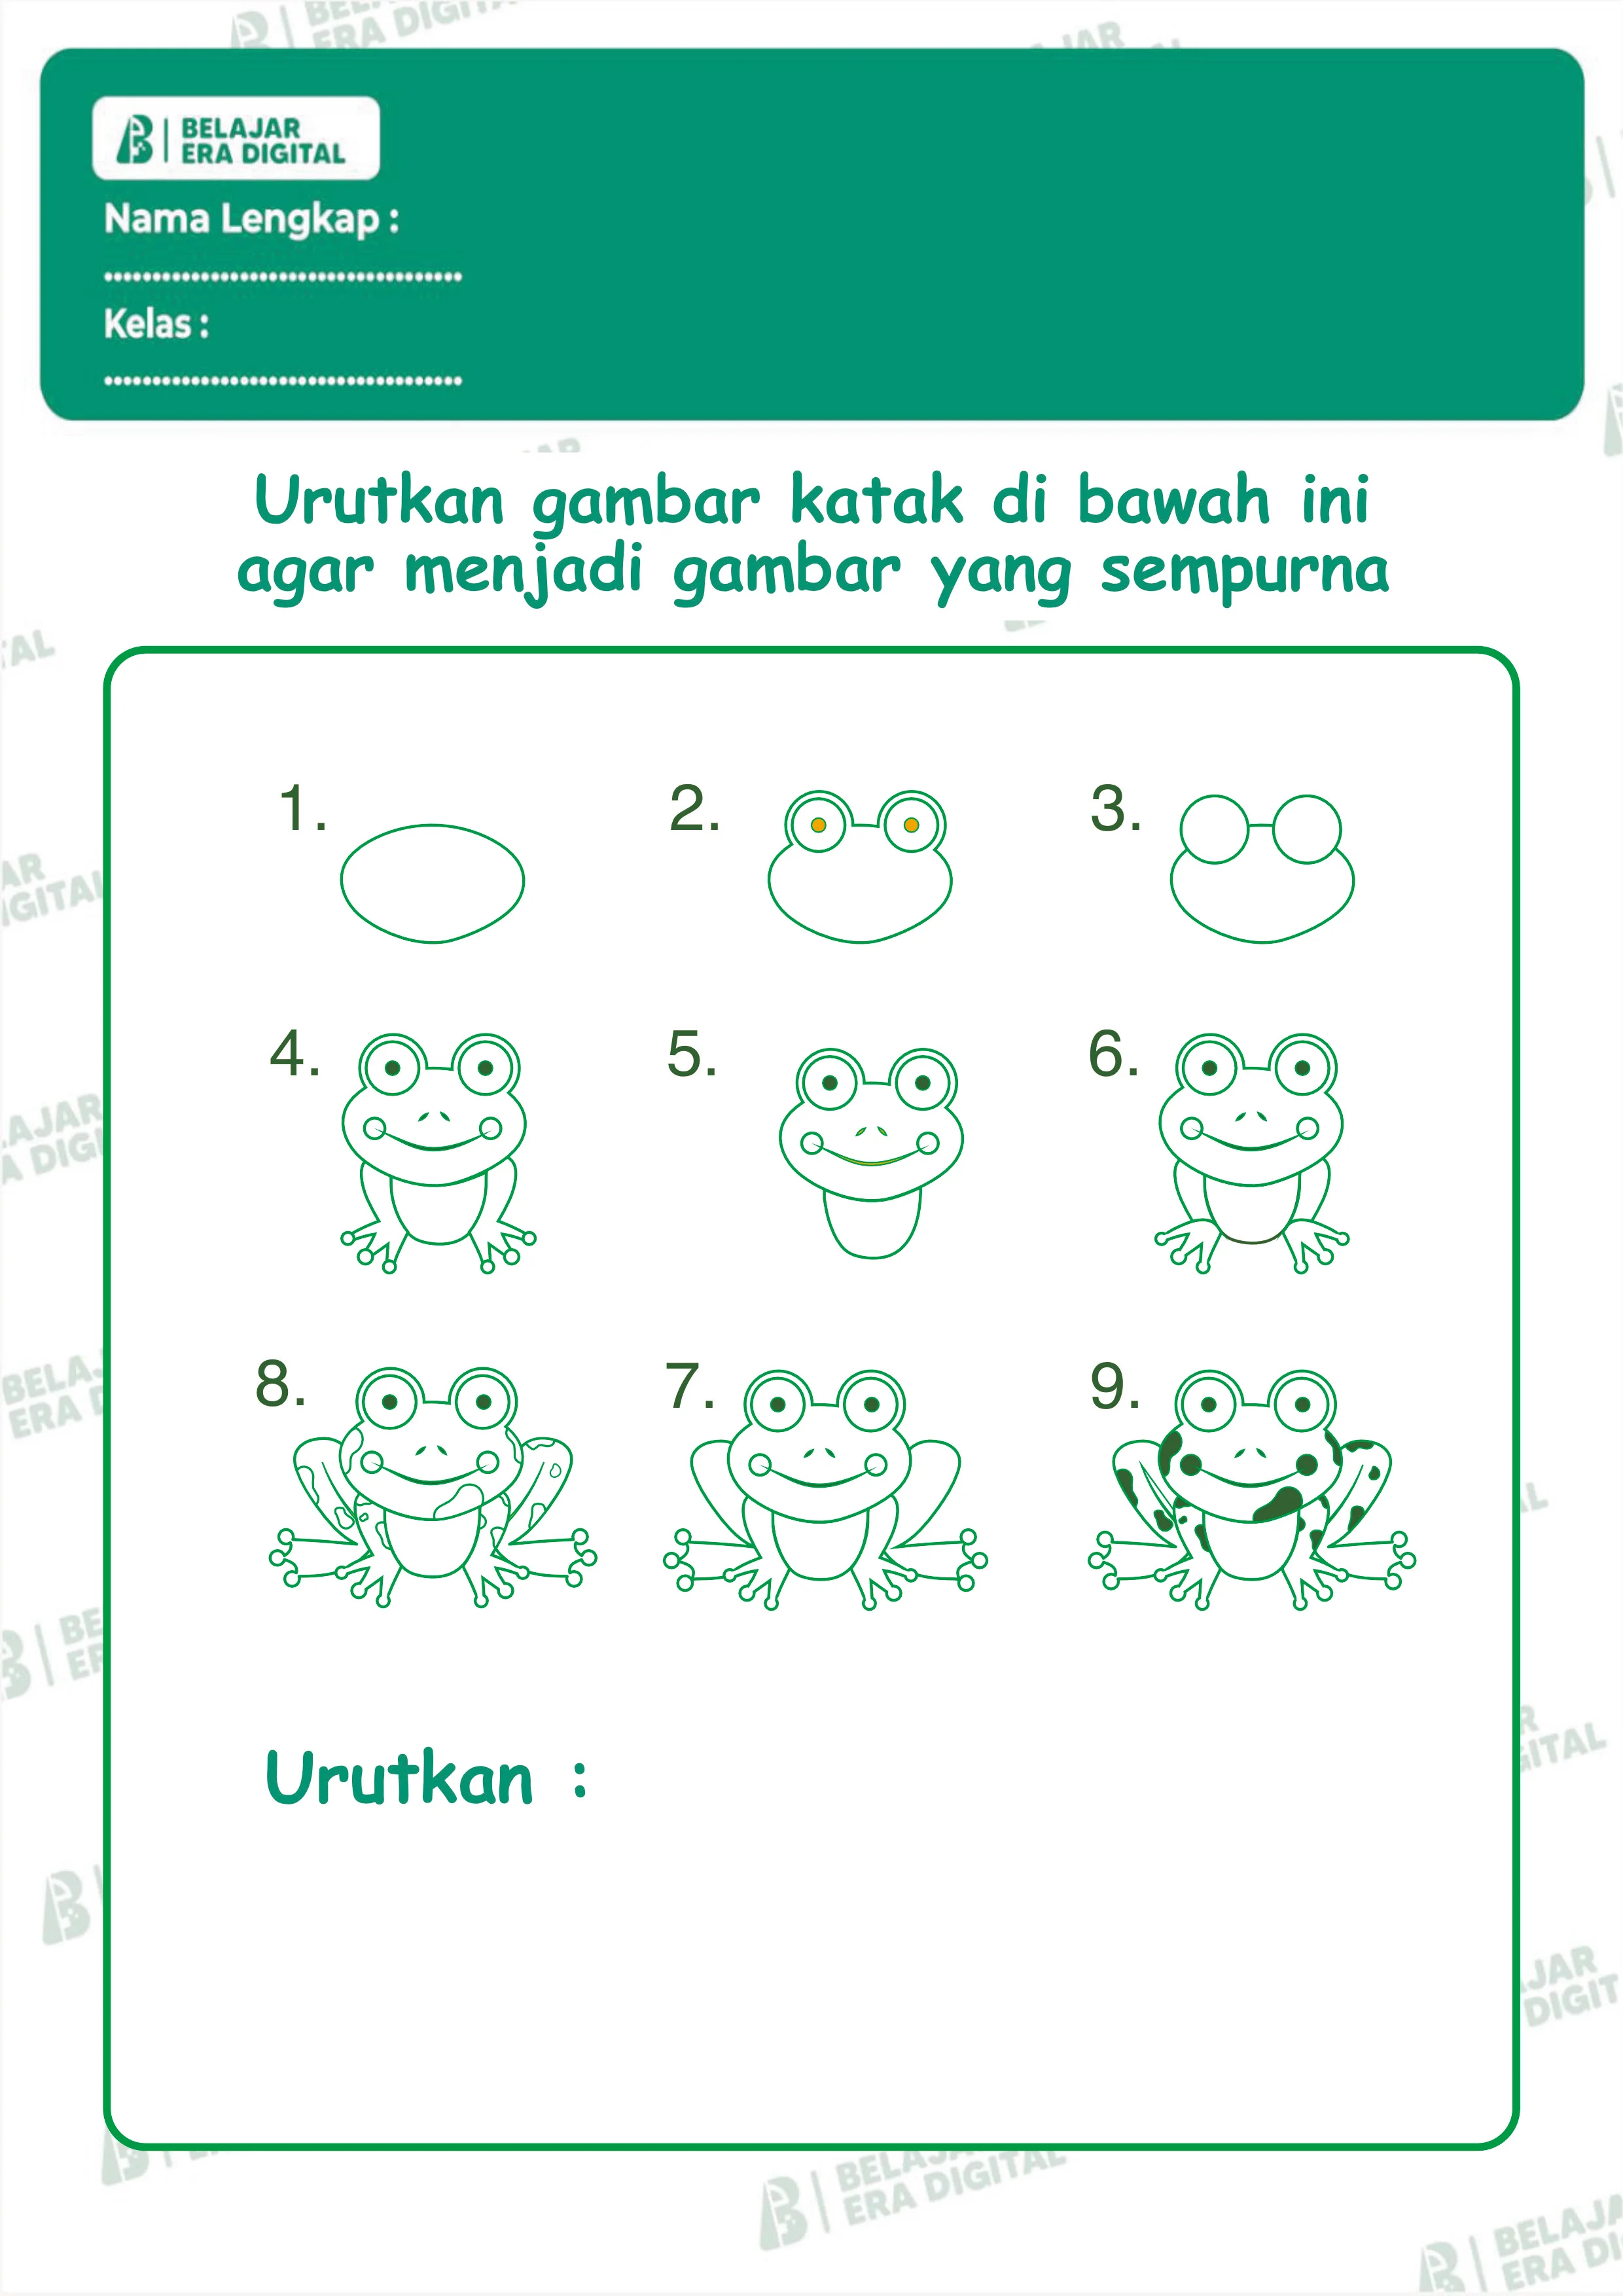 BELAJAR
ERA DIGITAL
Nama Lengkap :
.....................................
Kelas :
.....................................
Urutkan gambar katak di bawah ini
agar menjadi gambar yang sempurna
1.
2.
3.
4.
5.
6.
8.
7.
9.
Urutkan :
BELAJAR
ERA DIGITAL